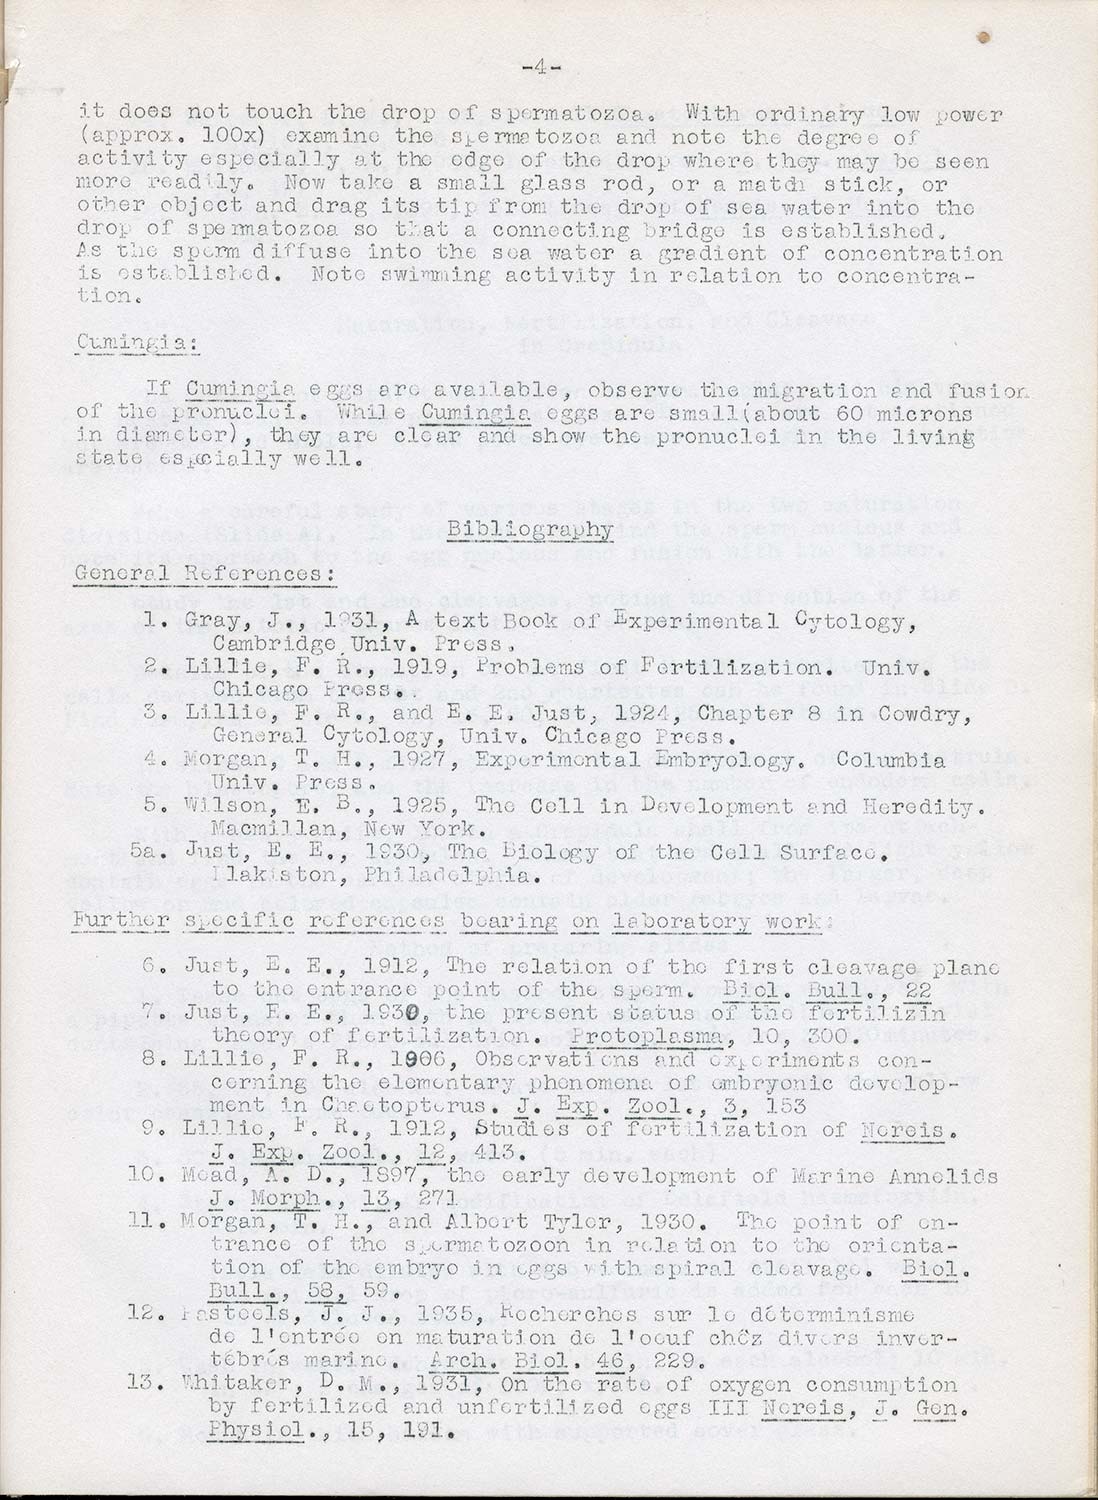 -4-
it does not touch the drop of spermatozoa. With ordinary low power
(approx. 100x) examine the spermatozoa and note the degree of
activity especially at the edge of the drop where they may be seen
more readily. Now take a small glass rod, or a match stick, or
other object and drag its tip from the drop of sea water into the
drop of spermatozoa so that a connecting bridge is established.
As the sperm diffuse into the sea water a gradient of concentration
is established. Note swimming activity in relation to concentra-
tion.
Cumingia:
If Cumingia eggs are available, observe the migration and fusion
of the pronuclei. While Cumingia eggs are small(about 60 microns
in diameter), they are clear and show the pronuclei in the living
state especially well.
Bibliography
General References:
1. Gray, J., 1931, A text Book of Experimental Cytology,
Cambridge Univ. Press.
2. Lillie, F. R., 1919, Problems of Fertilization. Univ.
Chicago Press.
3. Lillie, F. R., and E. E. Just, 1924, Chapter 8 in Cowdry,
General Cytology, Univ. Chicago Press.
4. Morgan, T. H., 1927, Experimental Embryology. Columbia
Univ. Press.
5. Wilson, E. B., 1925, The Cell in Development and Heredity.
Macmillan, New York.
5a. Just, E. E., 1930, The Biology of the Cell Surface.
Blakiston, Philadelphia.
Further specific references bearing on laboratory work:
6. Just, E. E., 1912, The relation of the first cleavage plane
to the entrance point of the sperm. Biol. Bull., 22
7. Just, E. E., 1930, the present status of the fertilizin
theory of fertilization. Protoplasma, 10, 300.
8. Lillie, F. R., 1906, Observations and experiments con-
cerning the elementary phenomena of embryonic develop-
ment in Chaetopterus. J. Exp. Zool., 3, 153
9. Lillie, F. R., 1912, Studies of fertilization of Nereis.
J. Exp. Zool., 12, 413.
10. Mead, A. D., 1897, the early development of Marine Annelids
J. Morph., 13, 271
11. Morgan, T. H., and Albert Tyler, 1930. The point of en-
trance of the spermatozoon in relation to the orienta-
tion of the embryo in eggs with spiral cleavage. Biol.
Bull., 58, 59.
12. Pasteels, J. J., 1935, Recherches sur le déterminisme
de l'entrée en maturation de l'oeuf chez divers inver-
tébrés marine. Arch. Biol. 46, 229.
13. Whitaker, D. M., 1931, On the rate of oxygen consumption
by fertilized and unfertilized eggs III Nereis, J. Gen.
Physiol., 15, 191.